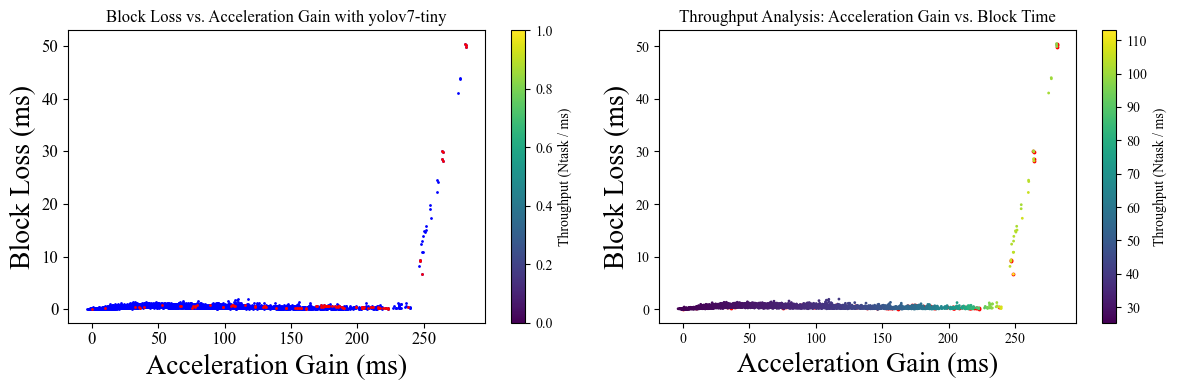 Block Loss vs. Acceleration Gain with yolov7-tiny
50
40
30
20
10
0
Block Loss (ms)
0 50 100 150 200 250
Acceleration Gain (ms)
1.0
0.8
0.6
0.4
0.2
0.0
Throughput (Ntask / ms)
Throughput Analysis: Acceleration Gain vs. Block Time
50
40
30
20
10
0
Block Loss (ms)
0 50 100 150 200 250
Acceleration Gain (ms)
110
100
90
80
70
60
50
40
30
Throughput (Ntask / ms)